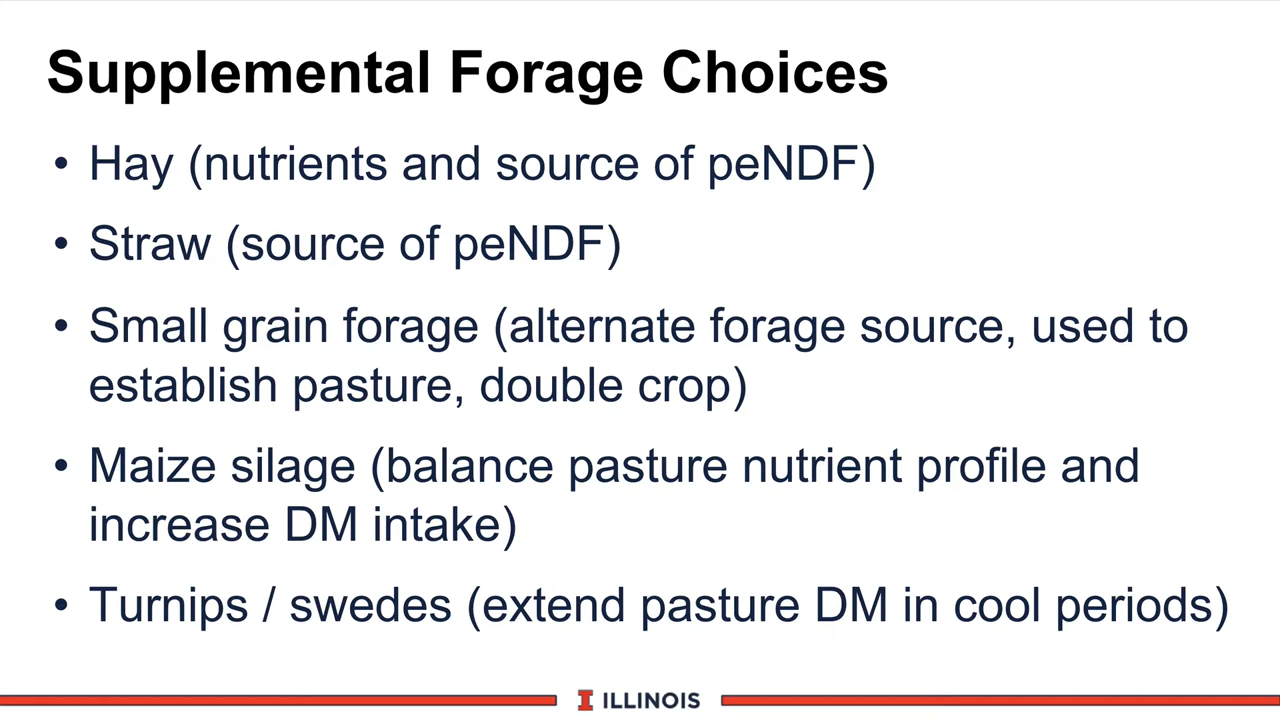 Supplemental Forage Choices
• Hay (nutrients and source of peNDF)
• Straw (source of peNDF)
• Small grain forage (alternate forage source, used to
establish pasture, double crop)
• Maize silage (balance pasture nutrient profile and
increase DM intake)
• Turnips / swedes (extend pasture DM in cool periods)
I ILLINOIS